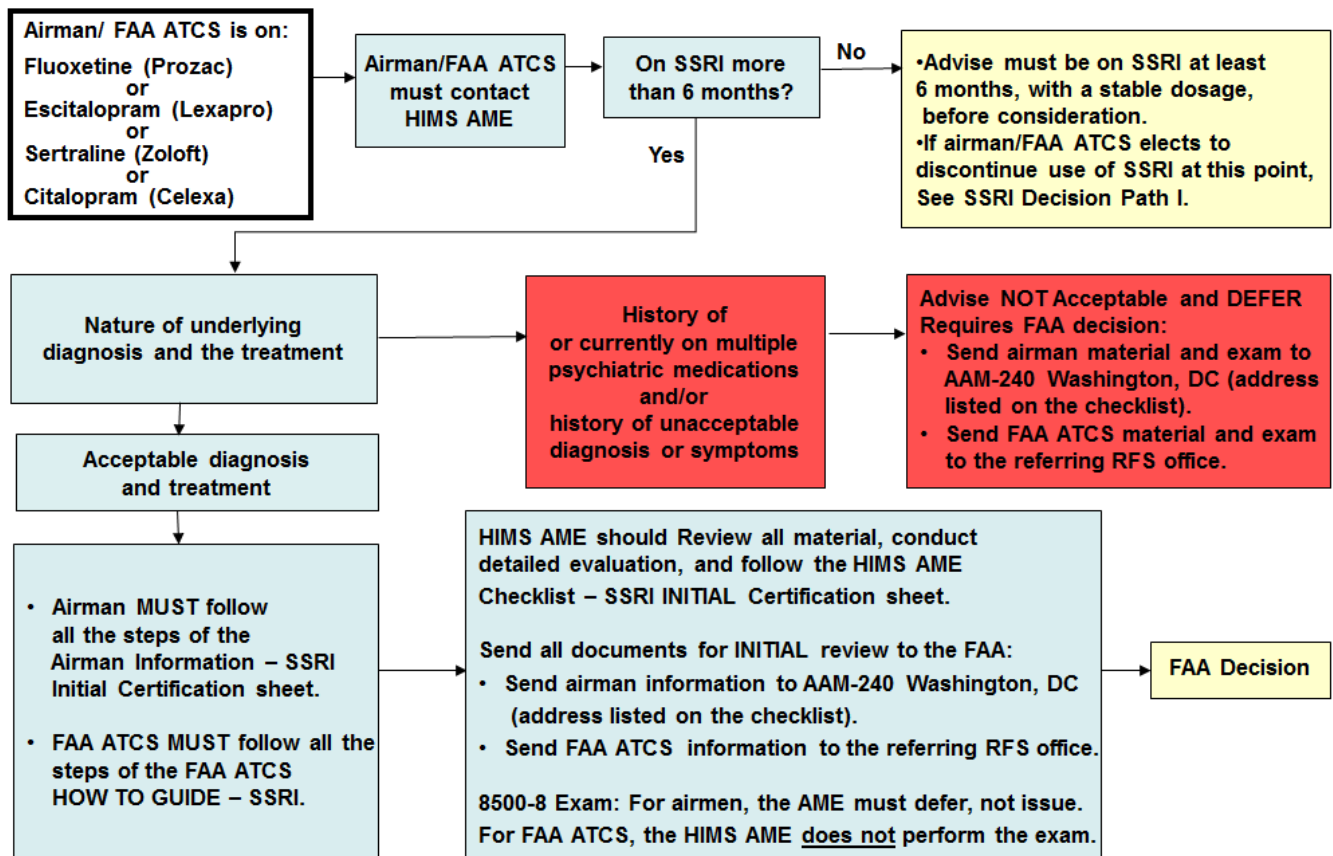 Airman/ FAA ATCS is on:
Fluoxetine (Prozac)
or
Escitalopram (Lexapro)
or
Sertraline (Zoloft)
or
Citalopram (Celexa)
Airman/FAA ATCS
must contact
HIMS AME
On SSRI more
than 6 months?
No
•Advise must be on SSRI at least
6 months, with a stable dosage,
before consideration.
•If airman/FAA ATCS elects to
discontinue use of SSRI at this point,
See SSRI Decision Path I.
Yes
Nature of underlying
diagnosis and the treatment
History of
or currently on multiple
psychiatric medications
and/or
history of unacceptable
diagnosis or symptoms
Advise NOT Acceptable and DEFER
Requires FAA decision:
• Send airman material and exam to
AAM-240 Washington, DC (address
listed on the checklist).
• Send FAA ATCS material and exam
to the referring RFS office.
Acceptable diagnosis
and treatment
• Airman MUST follow
all the steps of the
Airman Information – SSRI
Initial Certification sheet.
• FAA ATCS MUST follow all the
steps of the FAA ATCS
HOW TO GUIDE – SSRI.
HIMS AME should Review all material, conduct
detailed evaluation, and follow the HIMS AME
Checklist – SSRI INITIAL Certification sheet.
Send all documents for INITIAL review to the FAA:
• Send airman information to AAM-240 Washington, DC
(address listed on the checklist).
• Send FAA ATCS information to the referring RFS office.
8500-8 Exam: For airmen, the AME must defer, not issue.
For FAA ATCS, the HIMS AME does not perform the exam.
FAA Decision